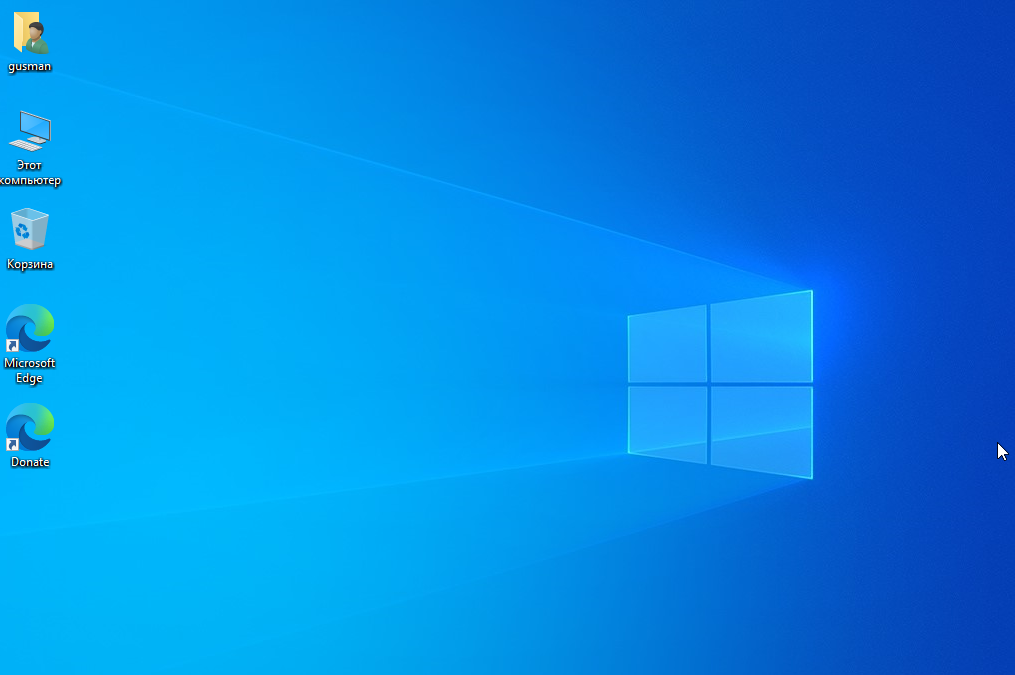 gusman
Этот
компьютер
Корзина
Microsoft
Edge
Donate